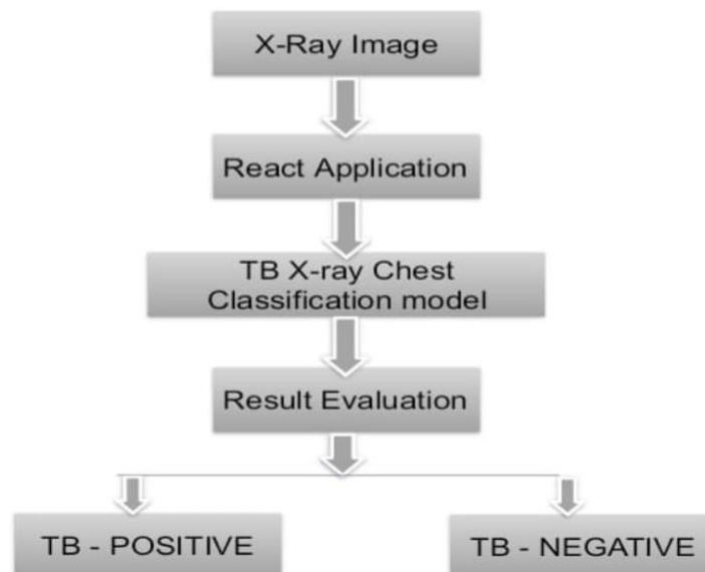 X-Ray Image
React Application
TB X-ray Chest
Classification model
Result Evaluation
TB - POSITIVE
TB - NEGATIVE